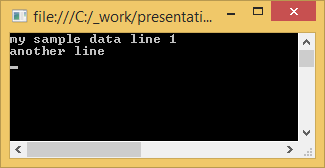 file:///C:/_work/presentati...
my sample data line 1
another line